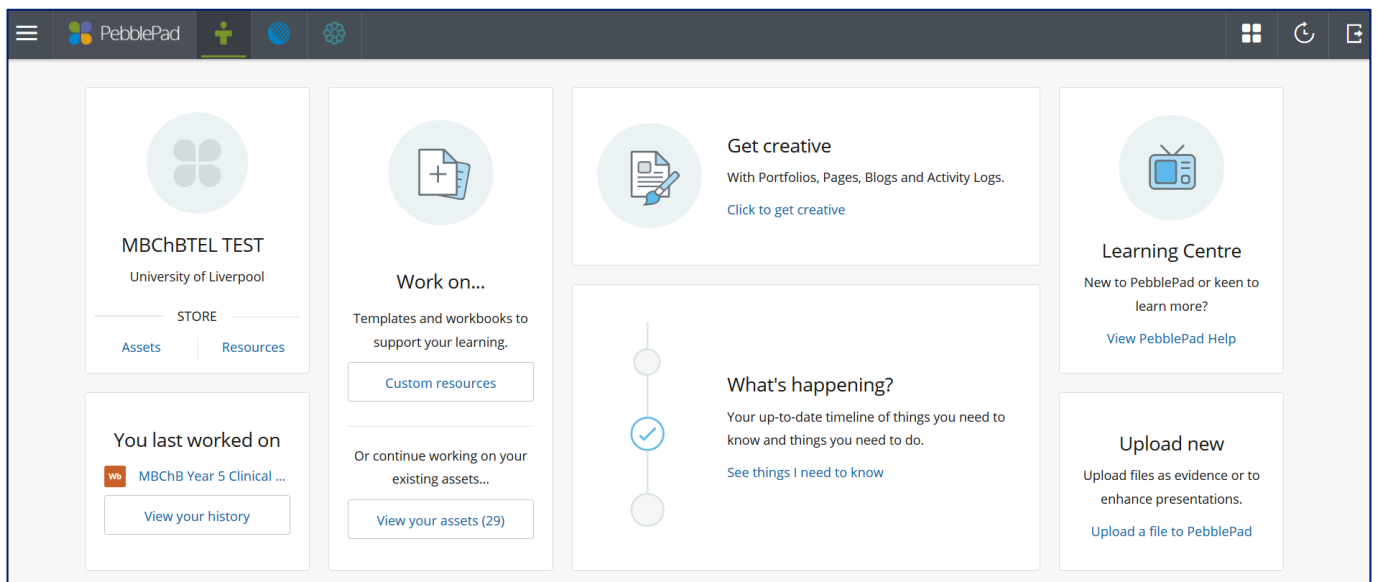 PebblePad
MBChBTEL TEST
University of Liverpool
STORE
Assets
Resources
You last worked on
Wb
MBChB Year 5 Clinical ...
View your history
Work on...
Templates and workbooks to
support your learning.
Custom resources
Or continue working on your
existing assets...
View your assets (29)
Get creative
With Portfolios, Pages, Blogs and Activity Logs.
Click to get creative
What's happening?
Your up-to-date timeline of things you need to
know and things you need to do.
See things I need to know
Learning Centre
New to PebblePad or keen to
learn more?
View PebblePad Help
Upload new
Upload files as evidence or to
enhance presentations.
Upload a file to PebblePad